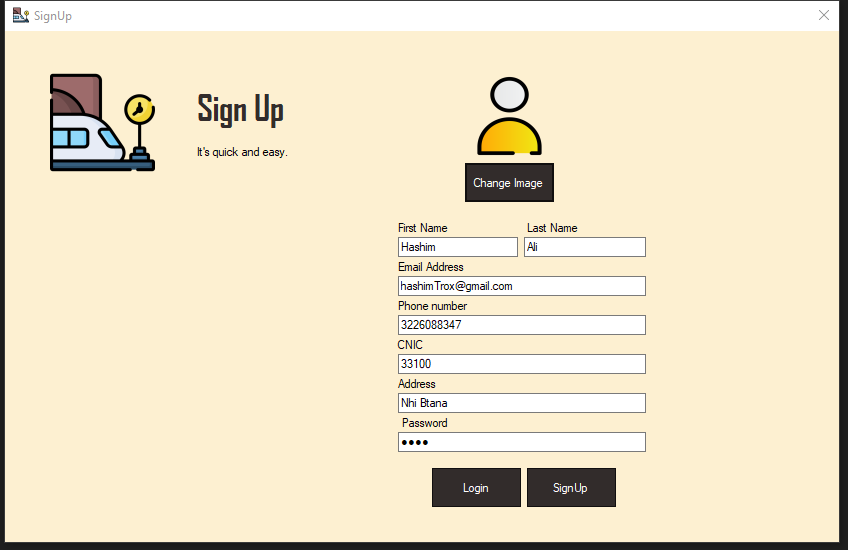 SignUp
Sign Up
It's quick and easy.
Change Image
First Name Last Name
Hashim Ali
Email Address
hashimTrox@gmail.com
Phone number
3226088347
CNIC
33100
Address
Nhi Btana
Password
●●●●
Login SignUp